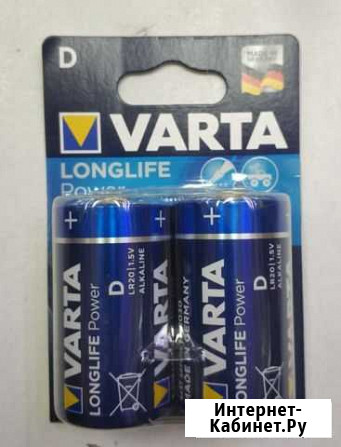 D
MADE IN GERMANY
VARTA
LONGLIFE
Power
+
+
VARTA
LONGLIFE Power
D
LR20 | 1.5V
ALKALINE
MADE IN GERMANY
VARTA
LONGLIFE Power
D
LR20 | 1.5V
ALKALINE
Интернет-
Кабинет.Ру